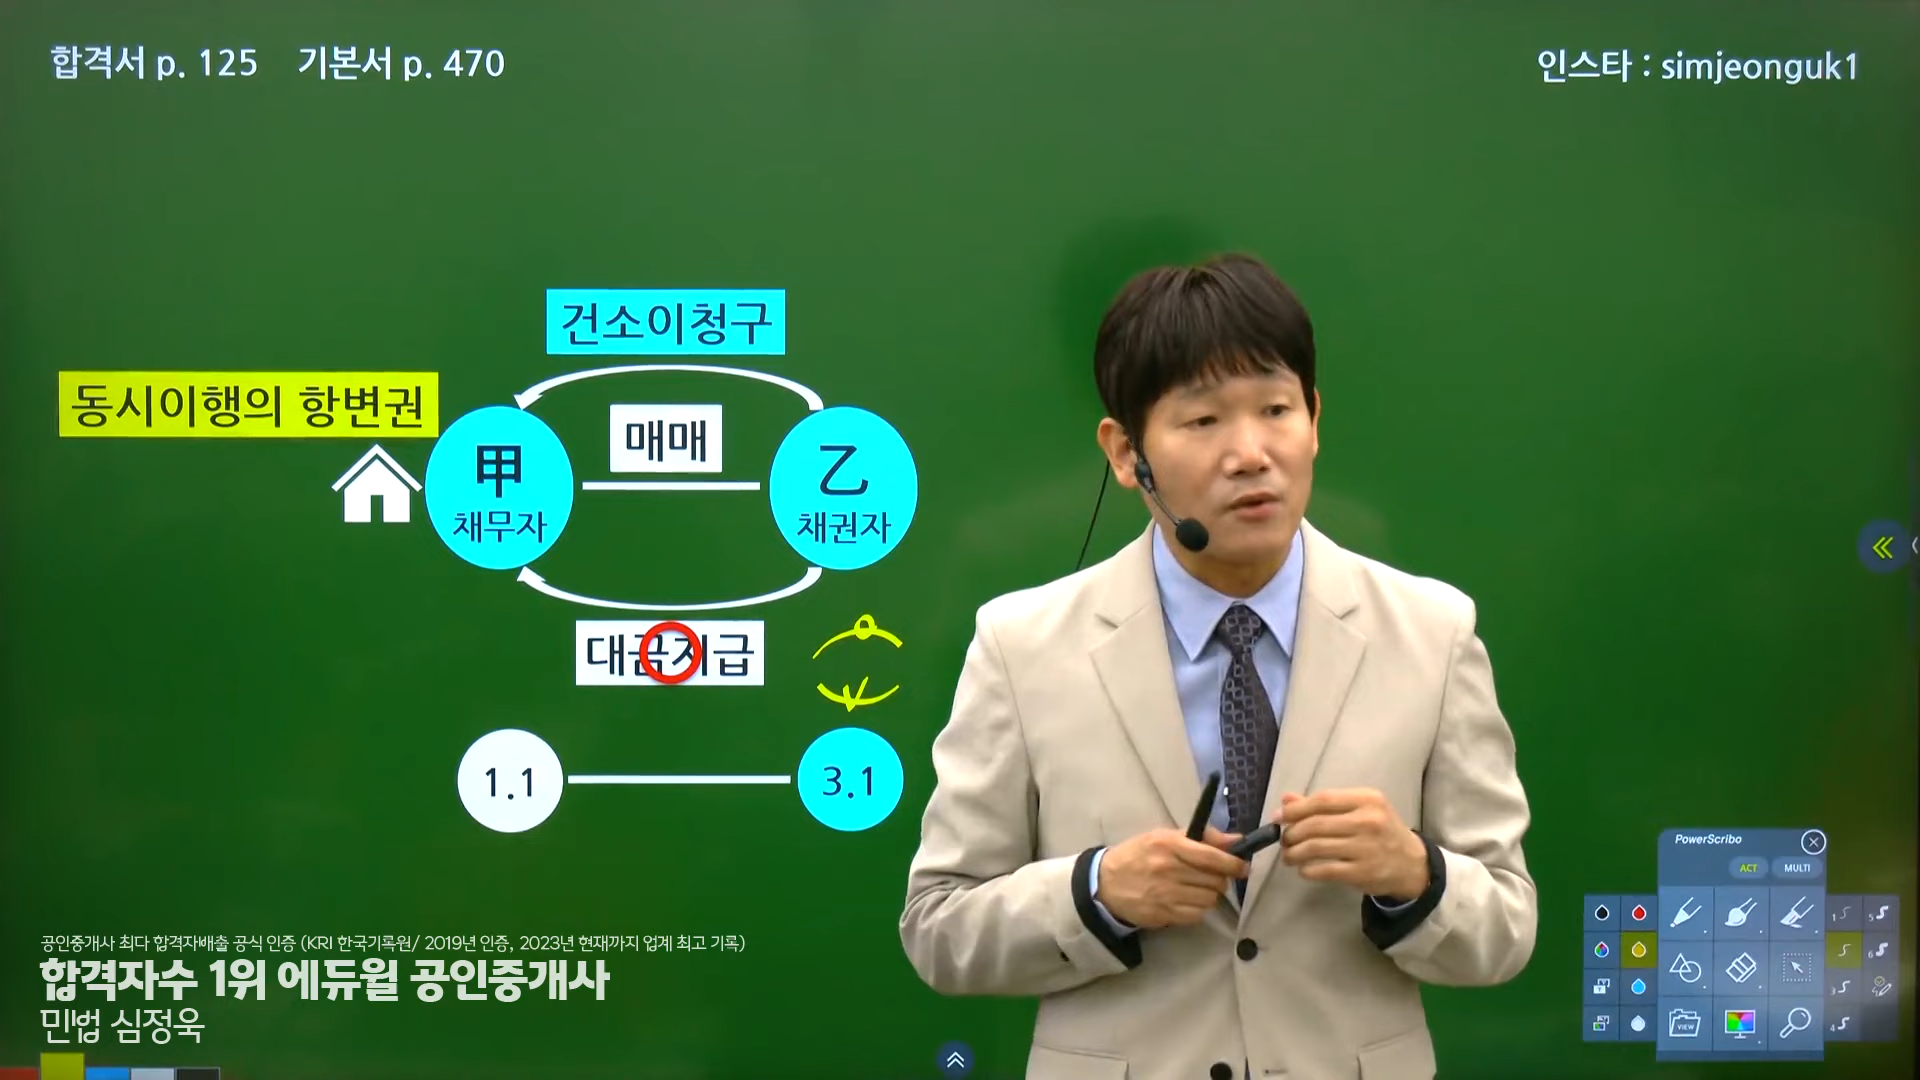 합격서 p. 125 기본서 p. 470
인스타 : simjeonguk1
건소이청구
동시이행의 항변권
매매
甲
채무자
乙
채권자
대금지급
1.1
3.1
PowerScribo
ACT MULTI
VIEW
공인중개사 최다 합격자배출 공식 인증 (KRI 한국기록원/ 2019년 인증, 2023년 현재까지 업계 최고 기록)
합격자수 1위 에듀윌 공인중개사
민법 심정욱